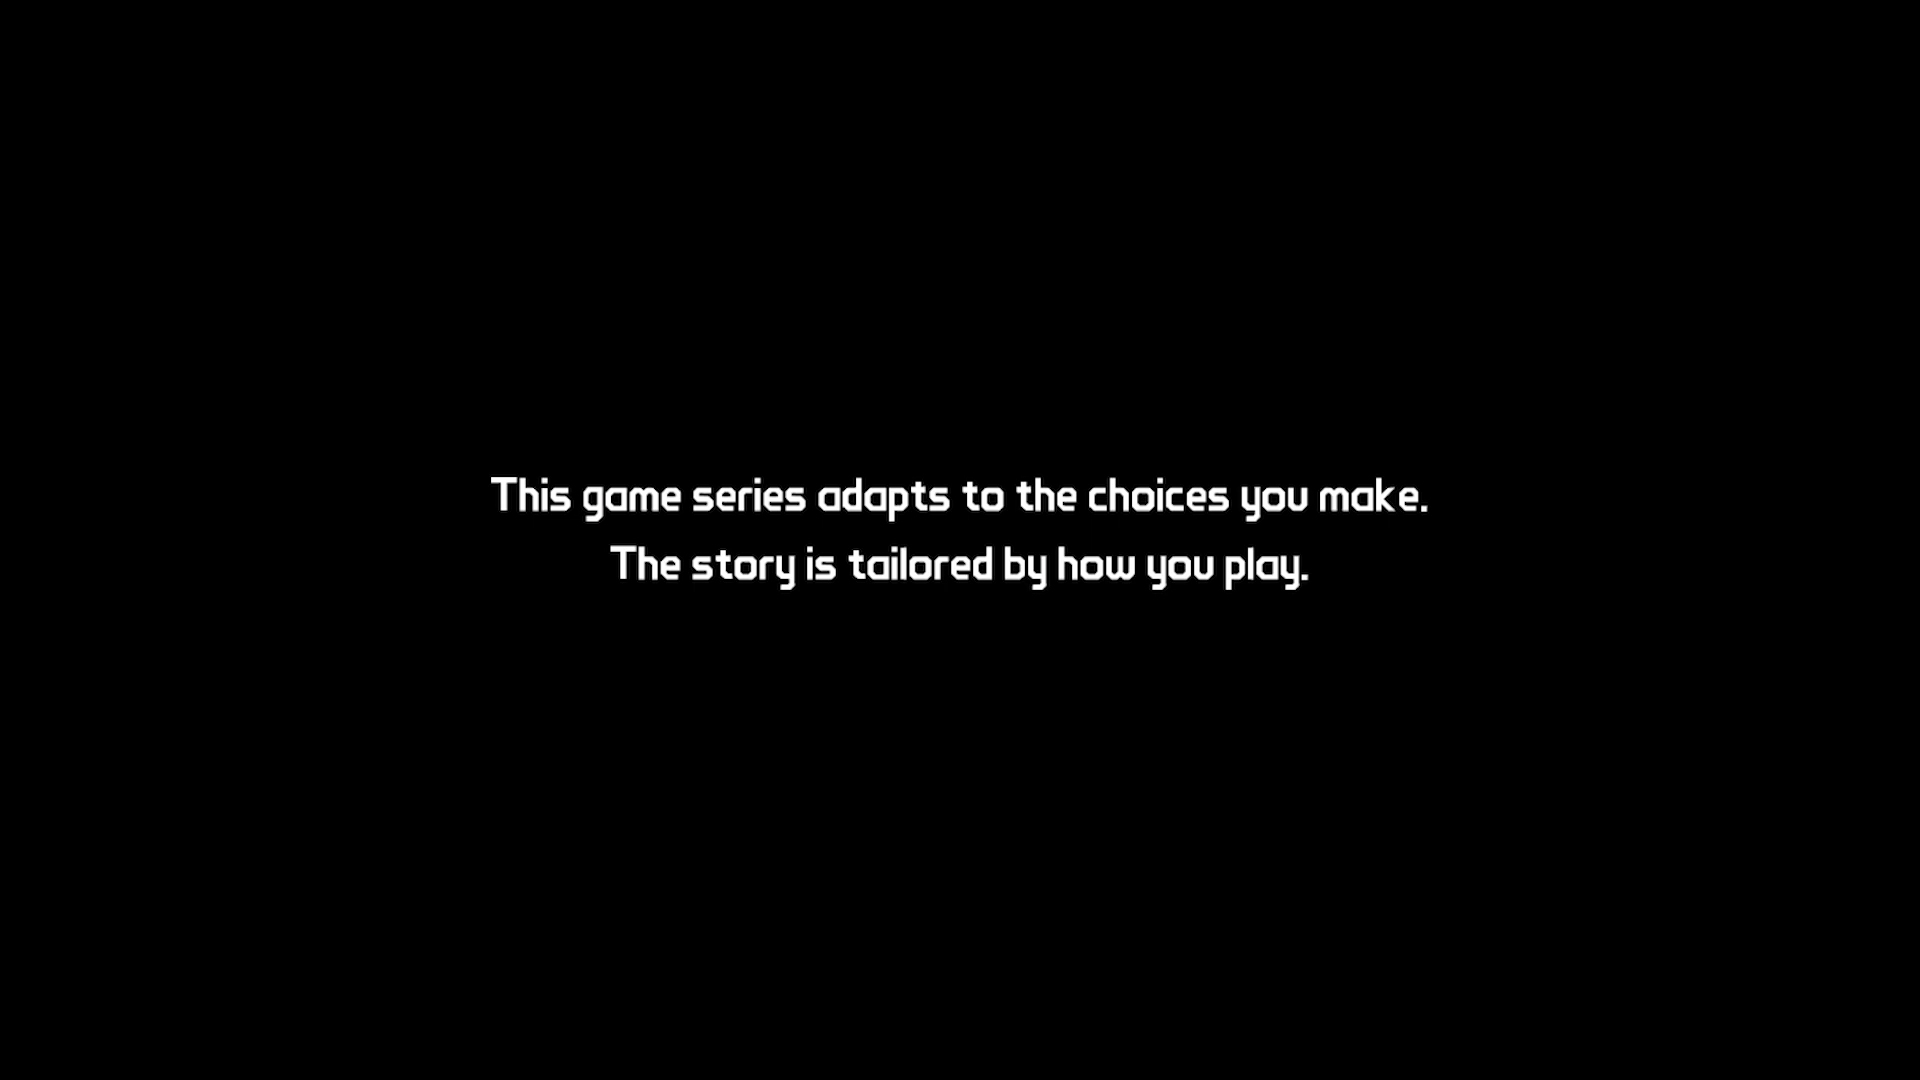 This game series adapts to the choices you make.
The story is tailored by how you play.